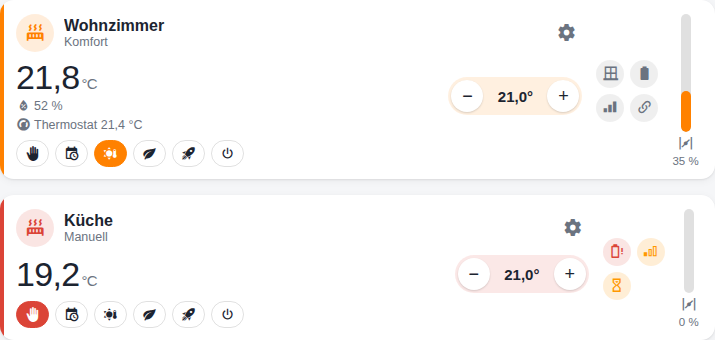 Wohnzimmer
Komfort
21,8 °C
52 %
Thermostat 21,4 °C
− 21,0° +
35 %
Küche
Manuell
19,2 °C
− 21,0° +
0 %